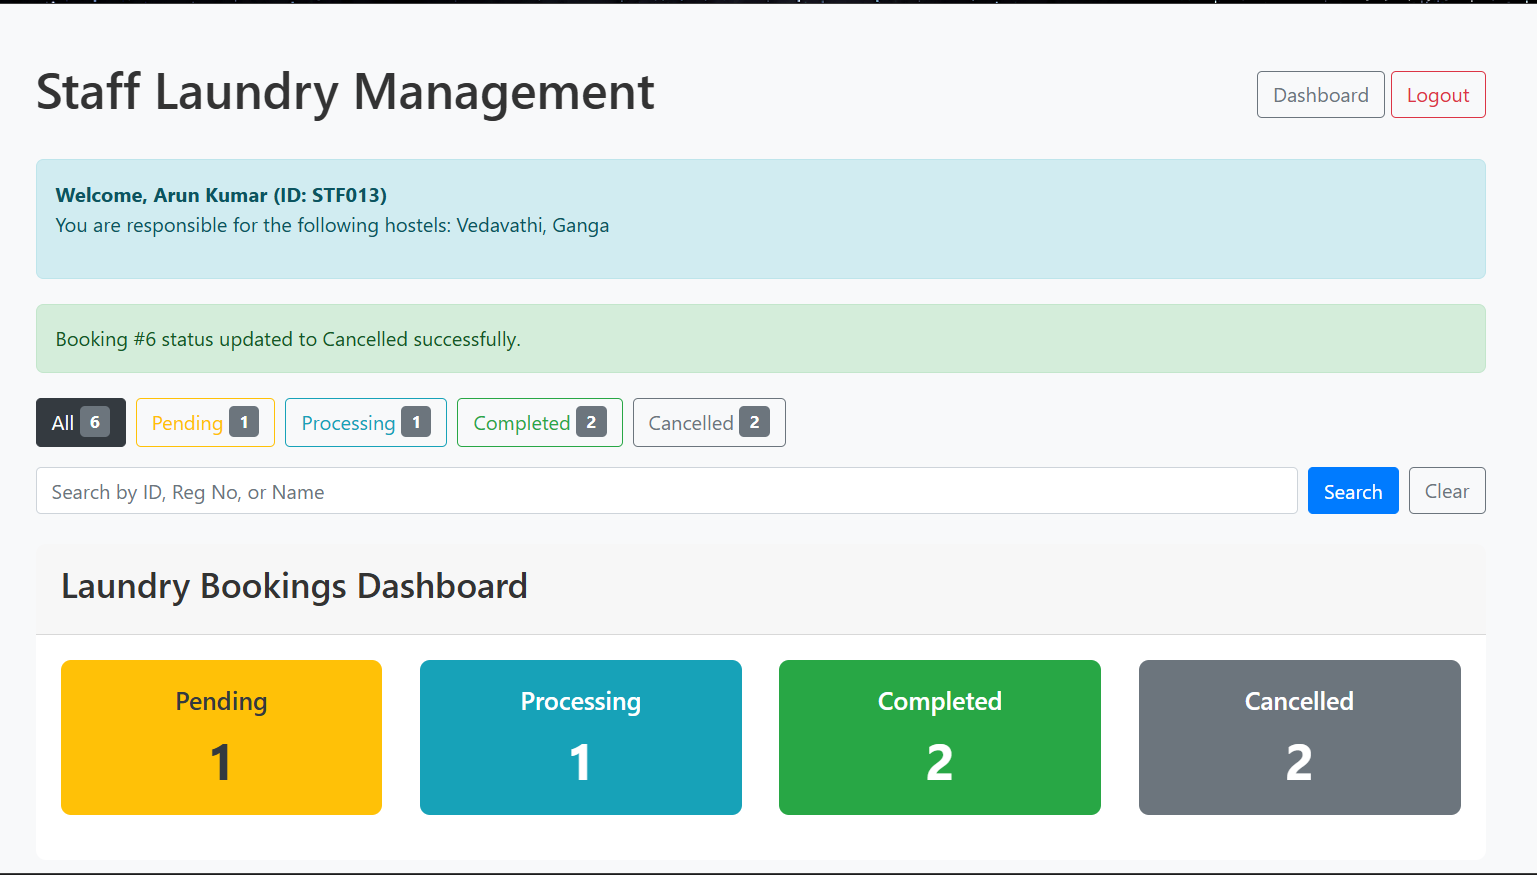 Staff Laundry Management
Dashboard Logout
Welcome, Arun Kumar (ID: STF013)
You are responsible for the following hostels: Vedavathi, Ganga
Booking #6 status updated to Cancelled successfully.
All 6 Pending 1 Processing 1 Completed 2 Cancelled 2
Search by ID, Reg No, or Name Search Clear
Laundry Bookings Dashboard
Pending Processing Completed Cancelled
1 1 2 2